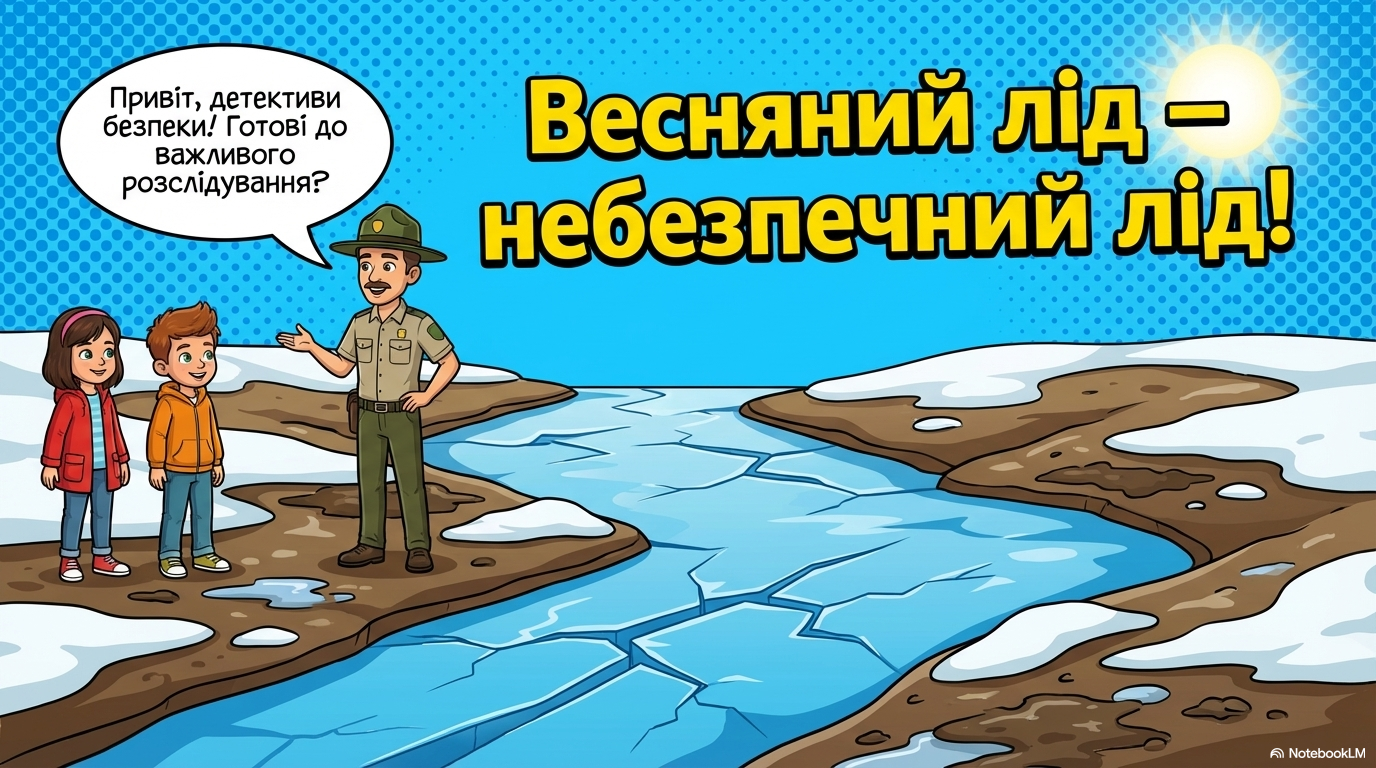 Привіт, детективи
безпеки! Готові до
важливого
розслідування?
Весняний лід –
небезпечний лід!
NotebookLM